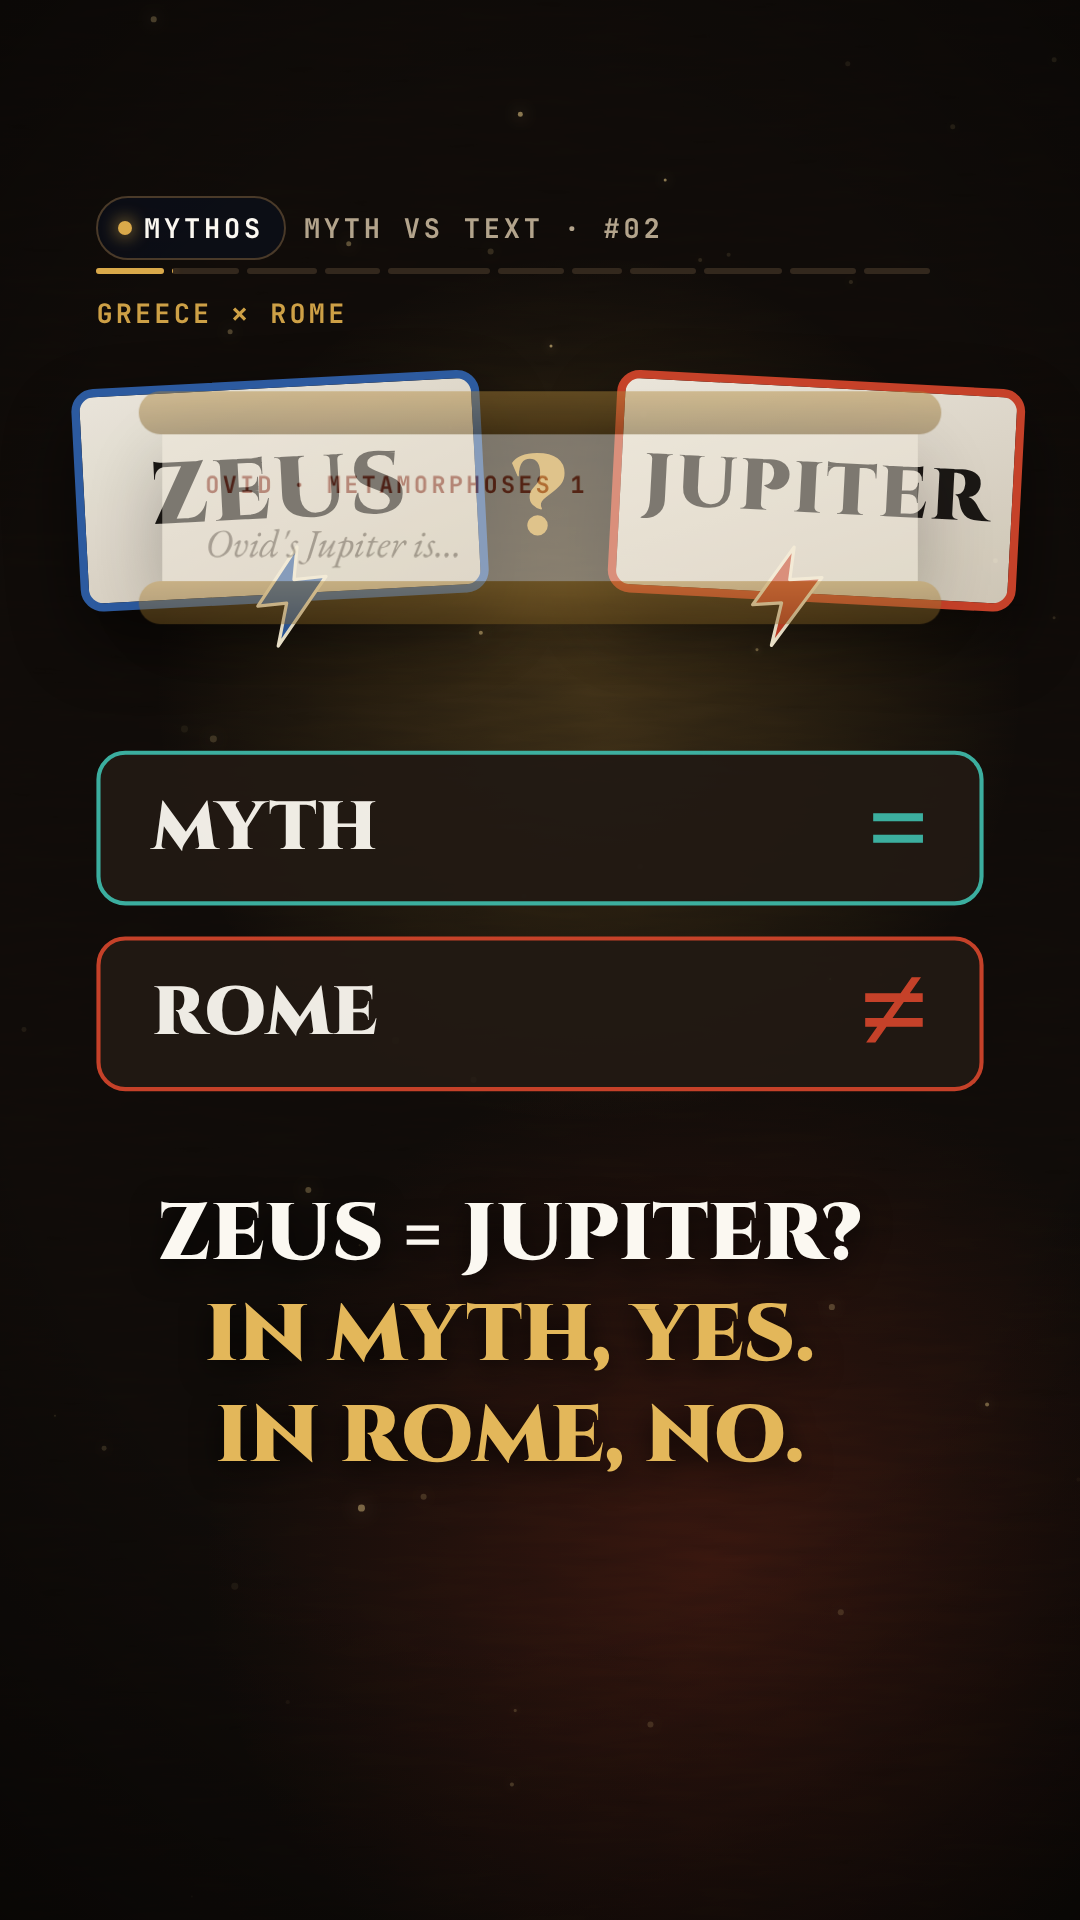 MYTHOS MYTH VS TEXT · #02
GREECE × ROME
ZEUS ? JUPITER
OVID · METAMORPHOSES 1
Ovid's Jupiter is...
MYTH =
ROME ≠
ZEUS = JUPITER?
IN MYTH, YES.
IN ROME, NO.